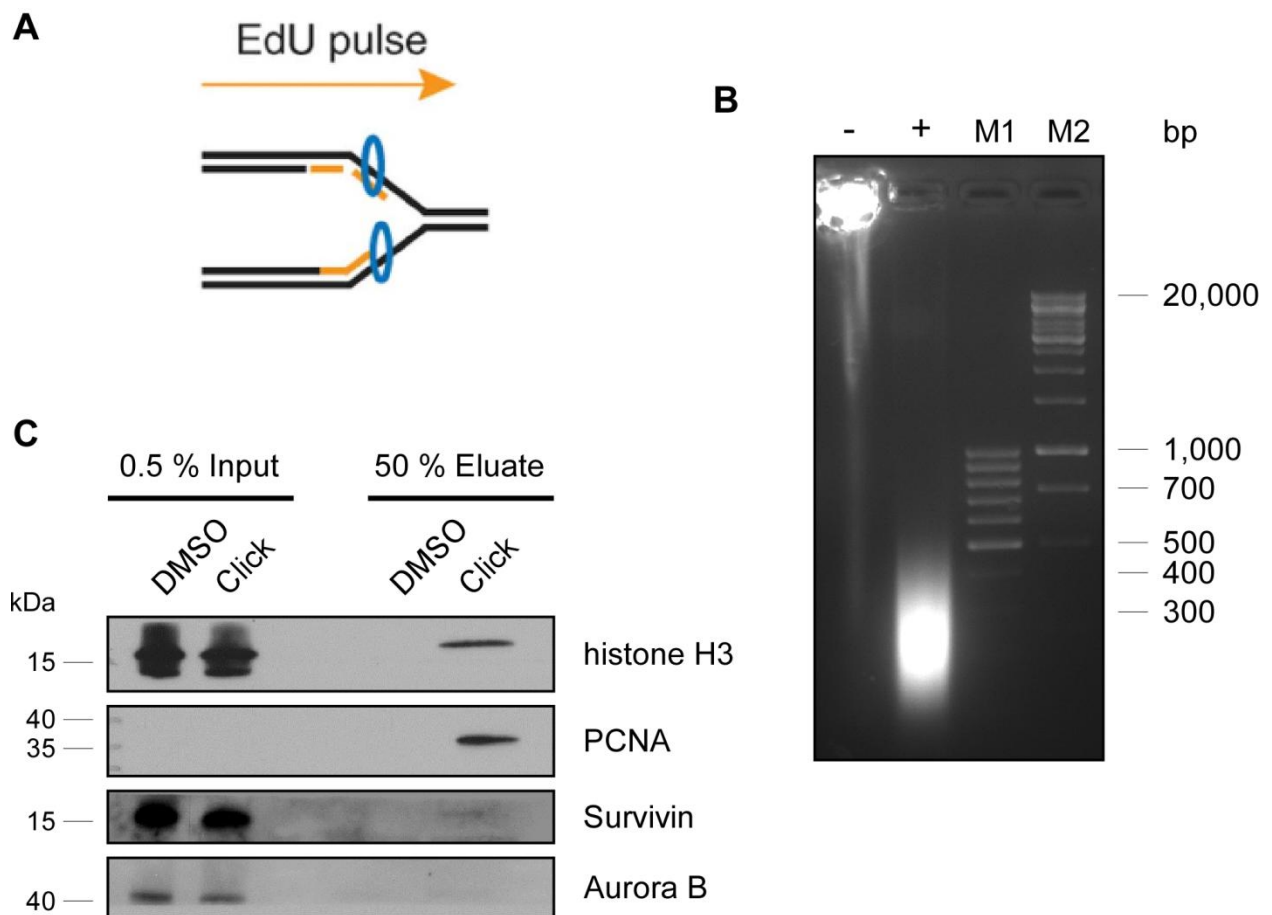 A
EdU pulse
B
- + M1 M2 bp
20,000
1,000
700
500
400
300
C
0.5 % Input 50 % Eluate
DMSO Click DMSO Click
kDa
15 histone H3
40
35 PCNA
15 Survivin
40 Aurora B